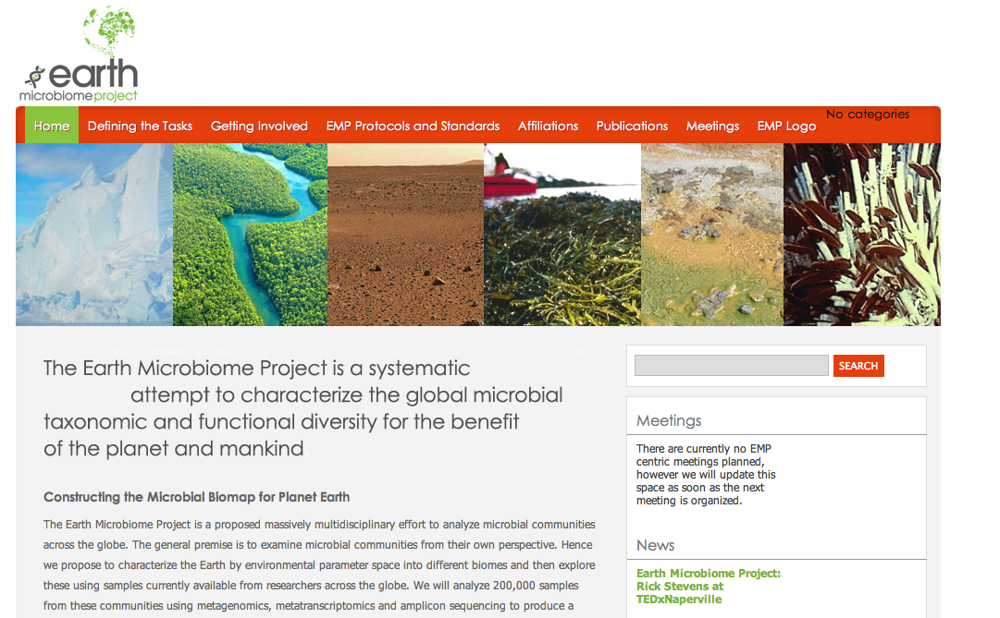 earth
microbiomeproject
Home Defining the Tasks Getting Involved EMP Protocols and Standards Affiliations Publications Meetings EMP Logo No categories
The Earth Microbiome Project is a systematic
attempt to characterize the global microbial
taxonomic and functional diversity for the benefit
of the planet and mankind
Constructing the Microbial Biomap for Planet Earth
The Earth Microbiome Project is a proposed massively multidisciplinary effort to analyze microbial communities
across the globe. The general premise is to examine microbial communities from their own perspective. Hence
we propose to characterize the Earth by environmental parameter space into different biomes and then explore
these using samples currently available from researchers across the globe. We will analyze 200,000 samples
from these communities using metagenomics, metatranscriptomics and amplicon sequencing to produce a
SEARCH
Meetings
There are currently no EMP
centric meetings planned,
however we will update this
space as soon as the next
meeting is organized.
News
Earth Microbiome Project:
Rick Stevens at
TEDxNaperville